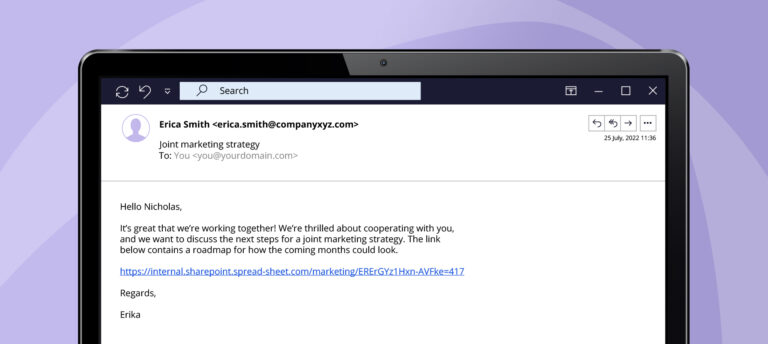 Search
Erica Smith <erica.smith@companyxyz.com>
Joint marketing strategy
To: You <you@yourdomain.com>
25 July, 2022 11:36
Hello Nicholas,
It's great that we're working together! We're thrilled about cooperating with you,
and we want to discuss the next steps for a joint marketing strategy. The link
below contains a roadmap for how the coming months could look.
https://internal.sharepoint.spread-sheet.com/marketing/ERErGYz1Hxn-AVFke=417
Regards,
Erika